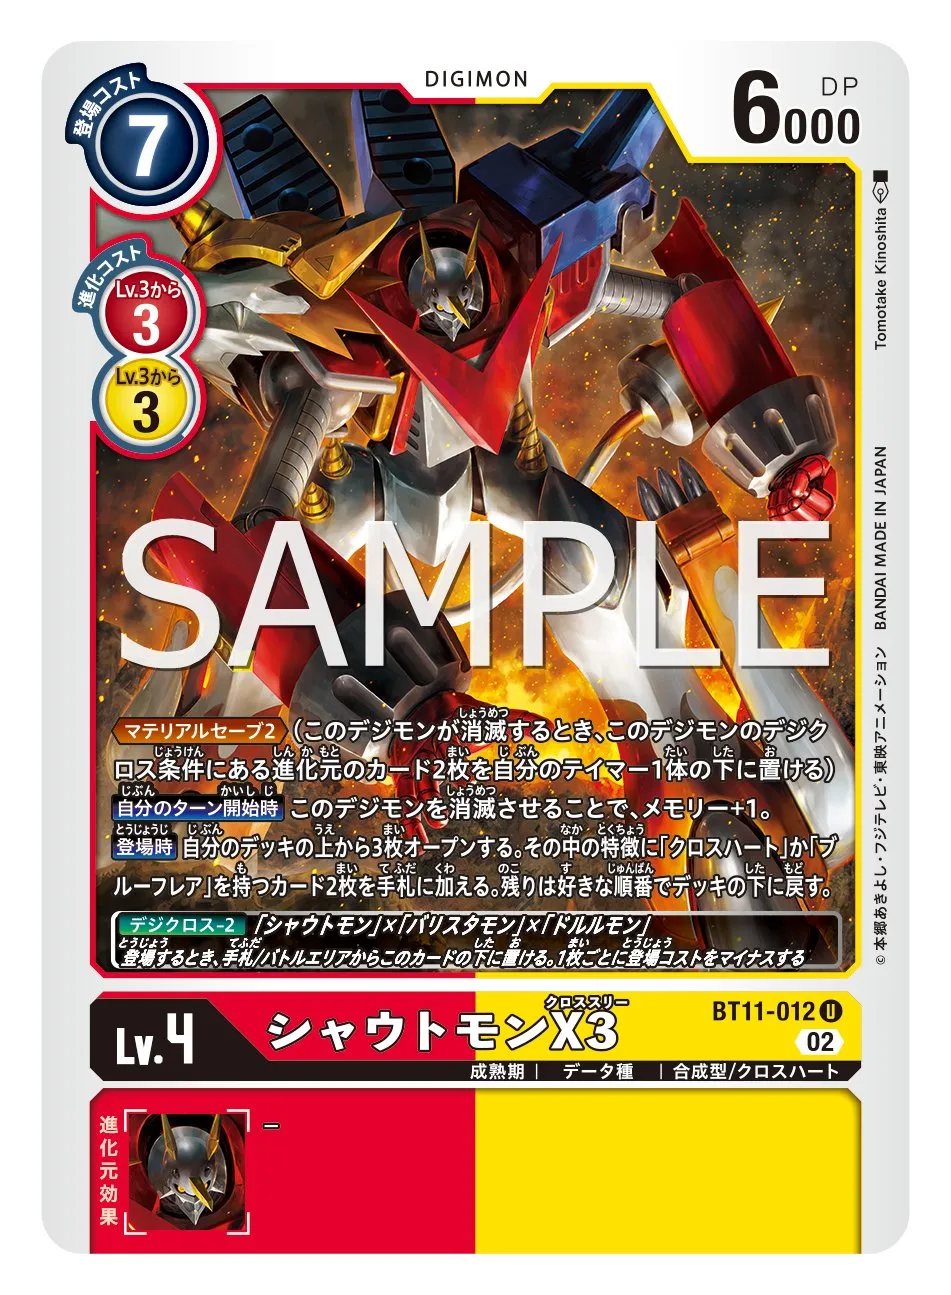 DIGIMON
登場コスト
7
DP
6000
進化コスト
Lv.3から
3
Lv.3から
3
Tomotake Kinoshita
BANDAI MADE IN JAPAN
©本郷あきよし・フジテレビ・東映アニメーション
SAMPLE
マテリアルセーブ2 (このデジモンが消滅するとき、このデジモンのデジク
ロス条件にある進化元のカード2枚を自分のテイマー1体の下に置ける)
自分のターン開始時 このデジモンを消滅させることで、メモリー+1。
登場時 自分のデッキの上から3枚オープンする。その中の特徴に「クロスハート」か「ブ
ルーフレア」を持つカード2枚を手札に加える。残りは好きな順番でデッキの下に戻す。
デジクロス-2 「シャウトモン」×「バリスタモン」×「ドルルモン」
登場するとき、手札/バトルエリアからこのカードの下に置ける。1枚ごとに登場コストをマイナスする
Lv.4
クロススリー
シャウトモンX3
BT11-012 U
02
成熟期 | データ種 | 合成型/クロスハート
進化元効果
–